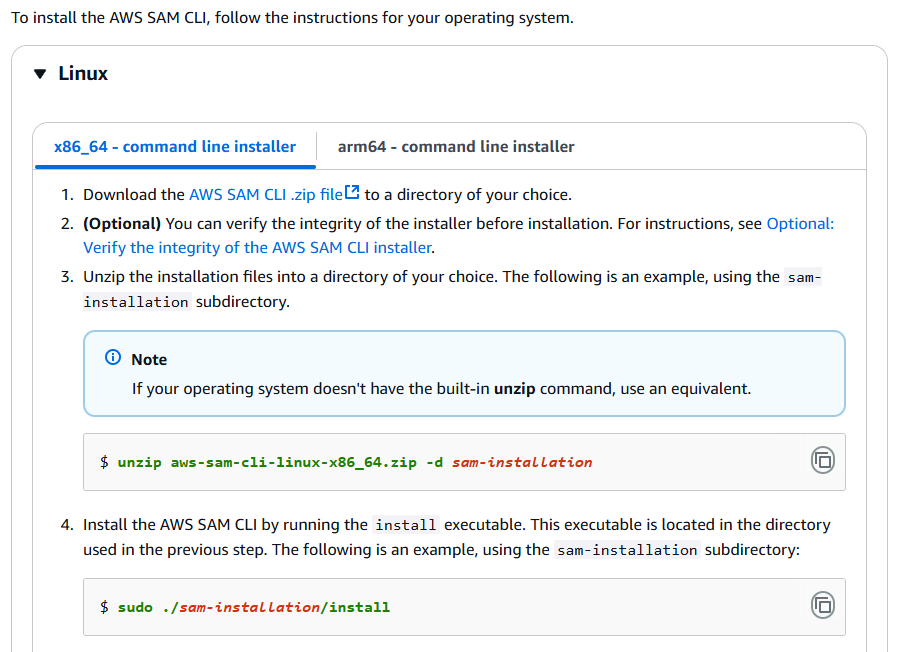 To install the AWS SAM CLI, follow the instructions for your operating system.
Linux
x86_64 - command line installer
arm64 - command line installer
1. Download the AWS SAM CLI .zip file to a directory of your choice.
2. (Optional) You can verify the integrity of the installer before installation. For instructions, see Optional:
Verify the integrity of the AWS SAM CLI installer.
3. Unzip the installation files into a directory of your choice. The following is an example, using the sam-
installation subdirectory.
Note
If your operating system doesn't have the built-in unzip command, use an equivalent.
$ unzip aws-sam-cli-linux-x86_64.zip -d sam-installation
4. Install the AWS SAM CLI by running the install executable. This executable is located in the directory
used in the previous step. The following is an example, using the sam-installation subdirectory:
$ sudo ./sam-installation/install